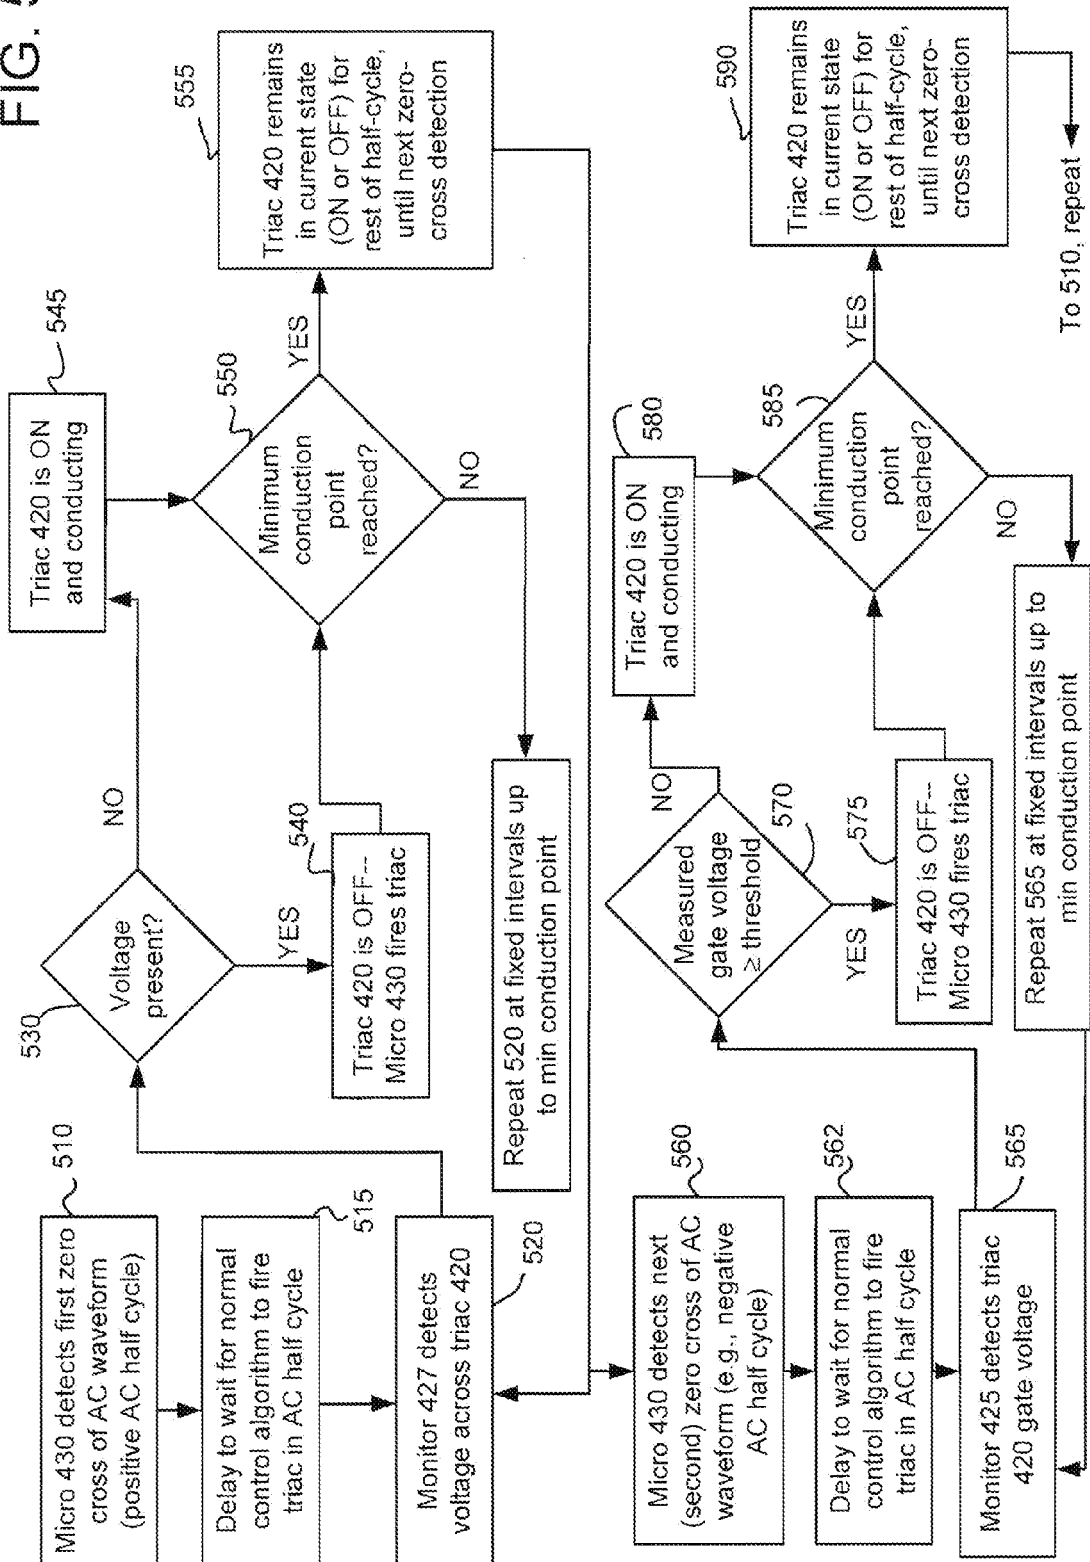 FIG. 5
Micro 430 detects first zero
cross of AC waveform
(positive AC half cycle)
510
Delay to wait for normal
control algorithm to fire
triac in AC half cycle
515
Monitor 427 detects
voltage across triac 420
520
530
Voltage
present?
NO
YES
540
Triac 420 is OFF--
Micro 430 fires triac
Triac 420 is ON
and conducting
545
Minimum
conduction
point
reached?
550
YES
NO
Repeat 520 at fixed intervals up
to min conduction point
555
Triac 420 remains
in current state
(ON or OFF) for
rest of half-cycle,
until next zero-
cross detection
Micro 430 detects next
(second) zero cross of AC
waveform (e.g., negative
AC half cycle)
560
Delay to wait for normal
control algorithm to fire
triac in AC half cycle
562
Monitor 425 detects triac
420 gate voltage
565
Measured
gate voltage
≥ threshold
570
NO
YES
575
Triac 420 is OFF--
Micro 430 fires triac
Triac 420 is ON
and conducting
580
Minimum
conduction
point
reached?
585
YES
NO
Repeat 565 at fixed intervals up to
min conduction point
590
Triac 420 remains
in current state
(ON or OFF) for
rest of half-cycle,
until next zero-
cross detection
To 510, repeat